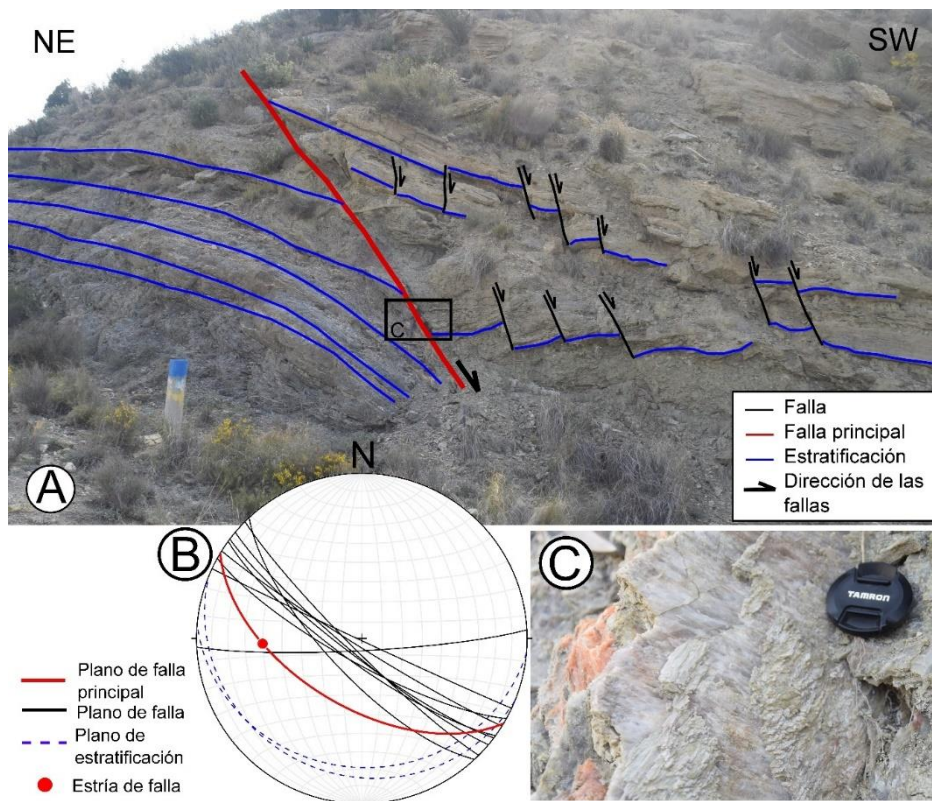 NE
SW
C
Falla
Falla principal
Estratificación
Dirección de las
fallas
A
N
B
C
TAMRON
Plano de falla
principal
Plano de falla
Plano de
estratificación
Estría de falla